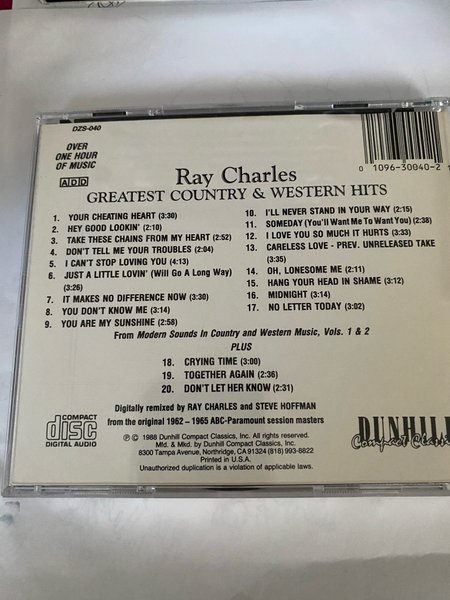 DZS-040
OVER
ONE HOUR
OF MUSIC
ADD
0 1096-30040-2
Ray Charles
GREATEST COUNTRY & WESTERN HITS
1. YOUR CHEATING HEART (3:30)
2. HEY GOOD LOOKIN' (2:10)
3. TAKE THESE CHAINS FROM MY HEART (2:52)
4. DON'T TELL ME YOUR TROUBLES (2:04)
5. I CAN'T STOP LOVING YOU (4:13)
6. JUST A LITTLE LOVIN' (Will Go A Long Way)
(3:26)
7. IT MAKES NO DIFFERENCE NOW (3:30)
8. YOU DON'T KNOW ME (3:14)
9. YOU ARE MY SUNSHINE (2:58)
10. I'LL NEVER STAND IN YOUR WAY (2:15)
11. SOMEDAY (You'll Want Me To Want You) (2:38)
12. I LOVE YOU SO MUCH IT HURTS (3:33)
13. CARELESS LOVE - PREV. UNRELEASED TAKE
(3:35)
14. OH, LONESOME ME (2:11)
15. HANG YOUR HEAD IN SHAME (3:12)
16. MIDNIGHT (3:14)
17. NO LETTER TODAY (3:02)
From Modern Sounds In Country and Western Music, Vols. 1 & 2
PLUS
18. CRYING TIME (3:00)
19. TOGETHER AGAIN (2:36)
20. DON'T LET HER KNOW (2:31)
Digitally remixed by RAY CHARLES and STEVE HOFFMAN
from the original 1962 – 1965 ABC-Paramount session masters
COMPACT
disc
DIGITAL AUDIO
℗ © 1988 Dunhill Compact Classics, Inc. All rights reserved.
Mfg. & Mkd. by Dunhill Compact Classics, Inc.
8300 Tampa Avenue, Northridge, CA 91324 (818) 993-8822
Printed in U.S.A.
Unauthorized duplication is a violation of applicable laws.
DUNHILL
Compact Classics